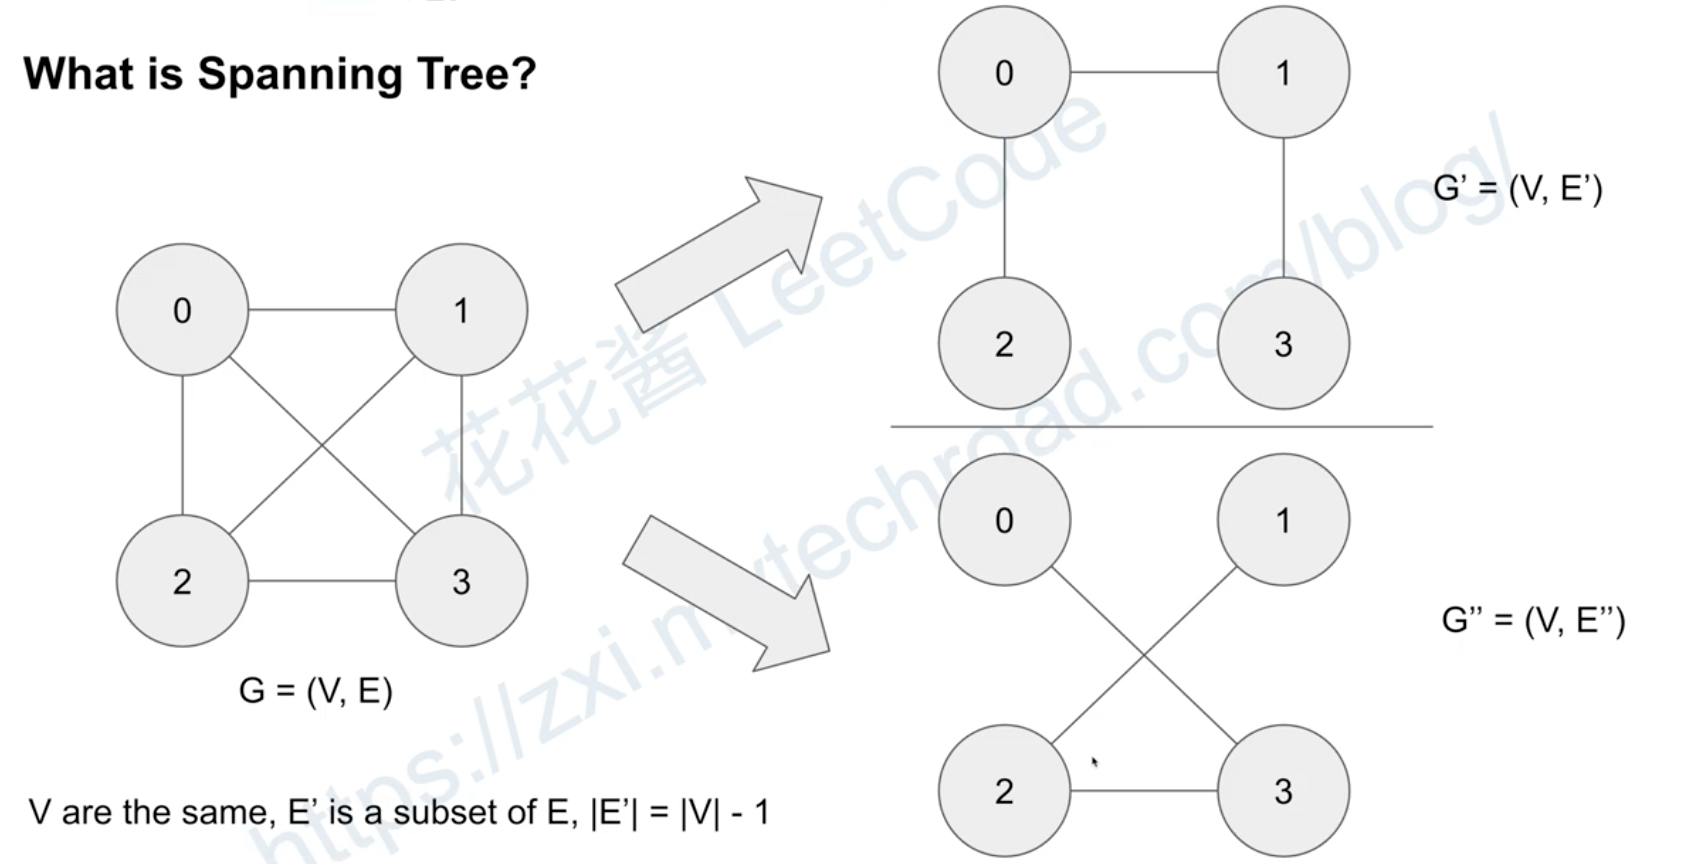 What is Spanning Tree?
0
1
2
3
G = (V, E)
V are the same, E’ is a subset of E, |E’| = |V| - 1
0
1
2
3
G’ = (V, E’)
0
1
2
3
G’’ = (V, E’’)
花花酱 LeetCode
https://zxi.mytechroad.com/blog/